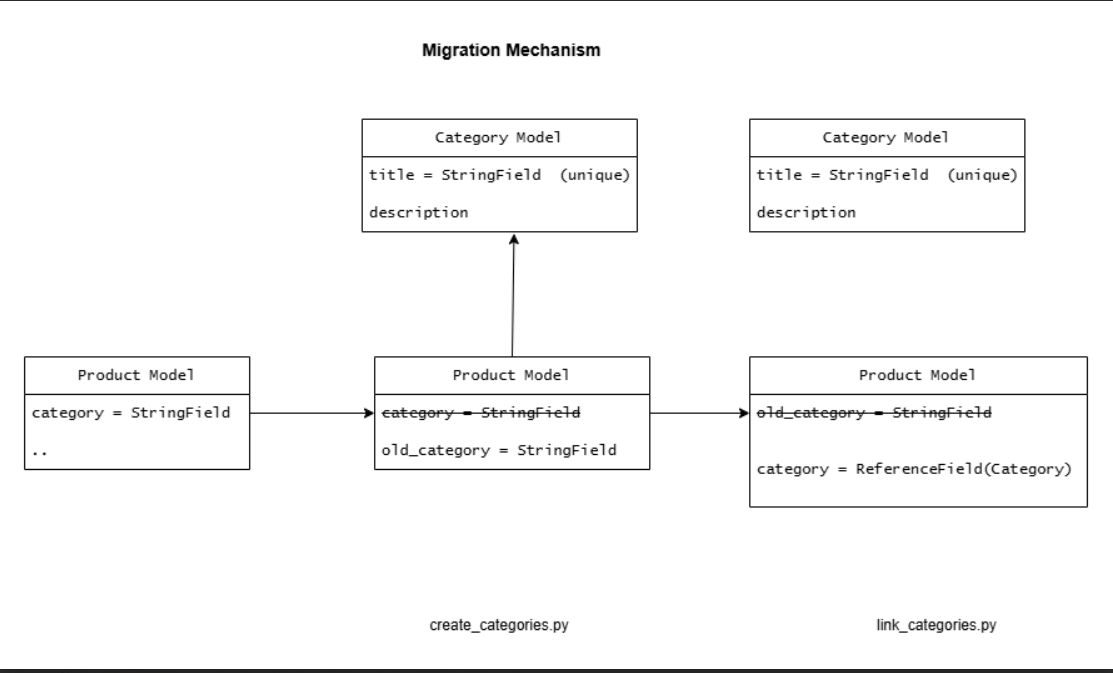 Migration Mechanism
Category Model
title = StringField (unique)
description
Category Model
title = StringField (unique)
description
Product Model
category = StringField
..
Product Model
category = StringField
old_category = StringField
Product Model
old_category = StringField
category = ReferenceField(Category)
create_categories.py
link_categories.py